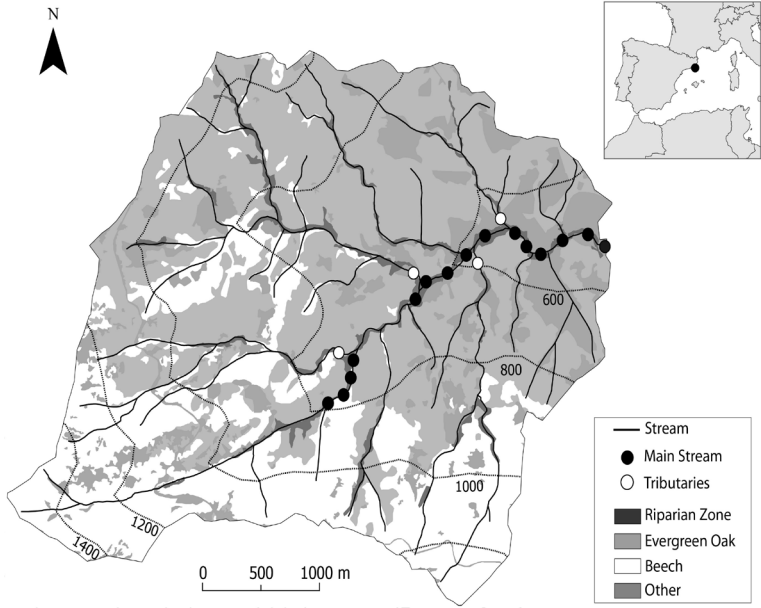 N
600
800
1000
1200
1400
0 500 1000 m
Stream
Main Stream
Tributaries
Riparian Zone
Evergreen Oak
Beech
Other